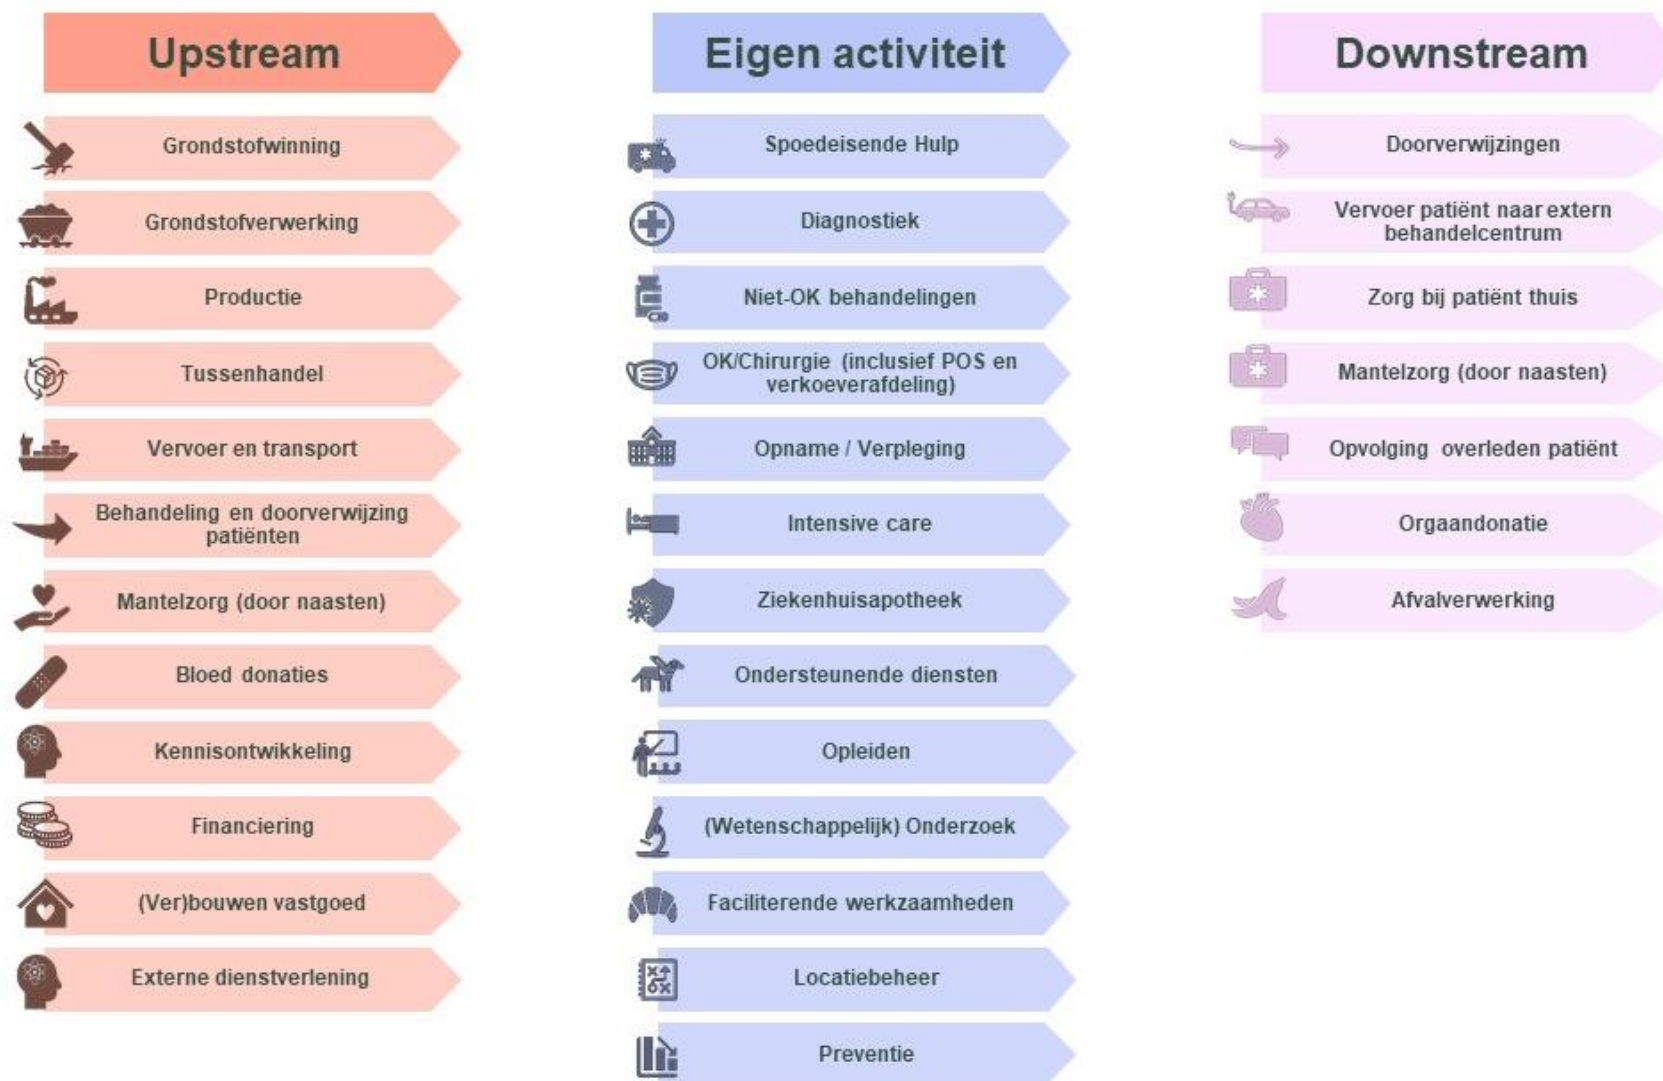 Upstream
Grondstofwinning
Grondstofverwerking
Productie
Tussenhandel
Vervoer en transport
Behandeling en doorverwijzing
patiënten
Mantelzorg (door naasten)
Bloed donaties
Kennisontwikkeling
Financiering
(Ver)bouwen vastgoed
Externe dienstverlening
Eigen activiteit
Spoedeisende Hulp
Diagnostiek
Niet-OK behandelingen
OK/Chirurgie (inclusief POS en
verkoeverafdeling)
Opname / Verpleging
Intensive care
Ziekenhuisapotheek
Ondersteunende diensten
Opleiden
(Wetenschappelijk) Onderzoek
Faciliterende werkzaamheden
Locatiebeheer
Preventie
Downstream
Doorverwijzingen
Vervoer patiënt naar extern
behandelcentrum
Zorg bij patiënt thuis
Mantelzorg (door naasten)
Opvolging overleden patiënt
Orgaandonatie
Afvalverwerking